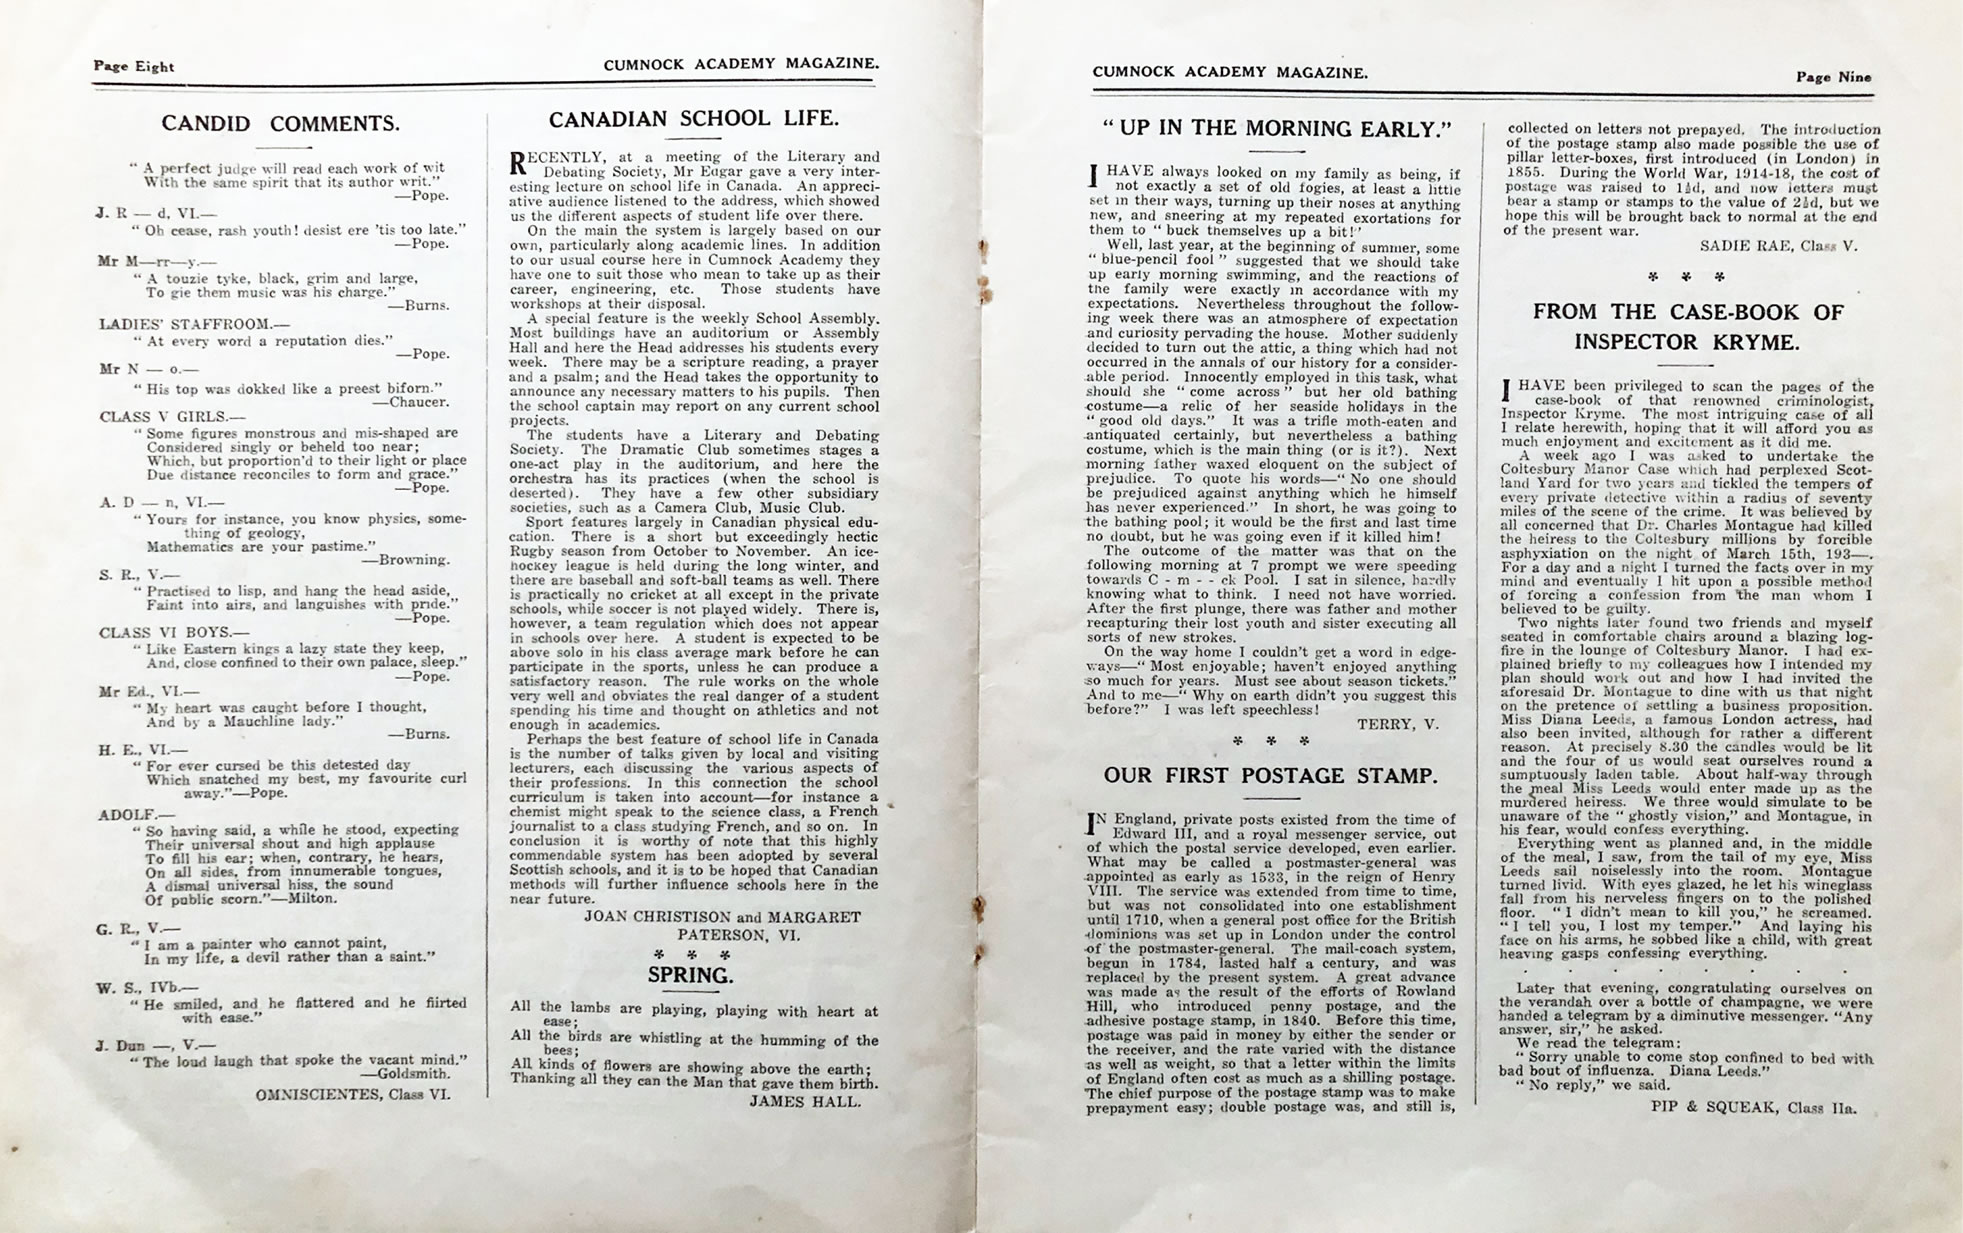 Page Eight
CUMNOCK ACADEMY MAGAZINE.
CANDID COMMENTS.
" A perfect judge will read each work of wit
With the same spirit that its author writ."
—Pope.
J. R — d, VI.—
" Oh cease, rash youth! desist ere 'tis too late."
—Pope.
Mr M—rr—y.—
" A touzie tyke, black, grim and large,
To gie them music was his charge."
—Burns.
LADIES' STAFFROOM.—
" At every word a reputation dies."
—Pope.
Mr N — o.—
" His top was dokked like a preest biforn."
—Chaucer.
CLASS V GIRLS.—
" Some figures monstrous and mis-shaped are
Considered singly or beheld too near;
Which, but proportion'd to their light or place
Due distance reconciles to form and grace."
—Pope.
A. D — n, VI.—
" Yours for instance, you know physics, some-
thing of geology,
Mathematics are your pastime."
—Browning.
S. R., V.—
" Practised to lisp, and hang the head aside,
Faint into airs, and languishes with pride."
—Pope.
CLASS VI BOYS.—
" Like Eastern kings a lazy state they keep,
And, close confined to their own palace, sleep."
—Pope.
Mr Ed., VI.—
" My heart was caught before I thought,
And by a Mauchline lady."
—Burns.
H. E., VI.—
" For ever cursed be this detested day
Which snatched my best, my favourite curl
away."—Pope.
ADOLF.—
" So having said, a while he stood, expecting
Their universal shout and high applause
To fill his ear; when, contrary, he hears,
On all sides, from innumerable tongues,
A dismal universal hiss, the sound
Of public scorn."—Milton.
G. R., V.—
" I am a painter who cannot paint,
In my life, a devil rather than a saint."
W. S., IVb.—
" He smiled, and he flattered and he flirted
with ease."
J. Dun —, V.—
" The loud laugh that spoke the vacant mind."
—Goldsmith.
OMNISCIENTES, Class VI.
CANADIAN SCHOOL LIFE.
RECENTLY, at a meeting of the Literary and
Debating Society, Mr Edgar gave a very inter-
esting lecture on school life in Canada. An appreci-
ative audience listened to the address, which showed
us the different aspects of student life over there.
On the main the system is largely based on our
own, particularly along academic lines. In addition
to our usual course here in Cumnock Academy they
have one to suit those who mean to take up as their
career, engineering, etc. Those students have
workshops at their disposal.
A special feature is the weekly School Assembly.
Most buildings have an auditorium or Assembly
Hall and here the Head addresses his students every
week. There may be a scripture reading, a prayer
and a psalm; and the Head takes the opportunity to
announce any necessary matters to his pupils. Then
the school captain may report on any current school
projects.
The students have a Literary and Debating
Society. The Dramatic Club sometimes stages a
one-act play in the auditorium, and here the
orchestra has its practices (when the school is
deserted). They have a few other subsidiary
societies, such as a Camera Club, Music Club.
Sport features largely in Canadian physical edu-
cation. There is a short but exceedingly hectic
Rugby season from October to November. An ice-
hockey league is held during the long winter, and
there are baseball and soft-ball teams as well. There
is practically no cricket at all except in the private
schools, while soccer is not played widely. There is,
however, a team regulation which does not appear
in schools over here. A student is expected to be
above solo in his class average mark before he can
participate in the sports, unless he can produce a
satisfactory reason. The rule works on the whole
very well and obviates the real danger of a student
spending his time and thought on athletics and not
enough in academics.
Perhaps the best feature of school life in Canada
is the number of talks given by local and visiting
lecturers, each discussing the various aspects of
their professions. In this connection the school
curriculum is taken into account—for instance a
chemist might speak to the science class, a French
journalist to a class studying French, and so on. In
conclusion it is worthy of note that this highly
commendable system has been adopted by several
Scottish schools, and it is to be hoped that Canadian
methods will further influence schools here in the
near future.
JOAN CHRISTISON and MARGARET
PATERSON, VI.
* * *
SPRING.
All the lambs are playing, playing with heart at
ease;
All the birds are whistling at the humming of the
bees;
All kinds of flowers are showing above the earth;
Thanking all they can the Man that gave them birth.
JAMES HALL.
CUMNOCK ACADEMY MAGAZINE.
Page Nine
" UP IN THE MORNING EARLY."
I HAVE always looked on my family as being, if
not exactly a set of old fogies, at least a little
set in their ways, turning up their noses at anything
new, and sneering at my repeated exortations for
them to " buck themselves up a bit!"
Well, last year, at the beginning of summer, some
" blue-pencil fool " suggested that we should take
up early morning swimming, and the reactions of
the family were exactly in accordance with my
expectations. Nevertheless throughout the follow-
ing week there was an atmosphere of expectation
and curiosity pervading the house. Mother suddenly
decided to turn out the attic, a thing which had not
occurred in the annals of our history for a consider-
able period. Innocently employed in this task, what
should she " come across " but her old bathing
costume—a relic of her seaside holidays in the
" good old days." It was a trifle moth-eaten and
antiquated certainly, but nevertheless a bathing
costume, which is the main thing (or is it?). Next
morning father waxed eloquent on the subject of
prejudice. To quote his words—" No one should
be prejudiced against anything which he himself
has never experienced." In short, he was going to
the bathing pool; it would be the first and last time
no doubt, but he was going even if it killed him!
The outcome of the matter was that on the
following morning at 7 prompt we were speeding
towards C - m - - ck Pool. I sat in silence, hardly
knowing what to think. I need not have worried.
After the first plunge, there was father and mother
recapturing their lost youth and sister executing all
sorts of new strokes.
On the way home I couldn't get a word in edge-
ways—" Most enjoyable; haven't enjoyed anything
so much for years. Must see about season tickets."
And to me—" Why on earth didn't you suggest this
before?" I was left speechless!
TERRY, V.
* * *
OUR FIRST POSTAGE STAMP.
IN England, private posts existed from the time of
Edward III, and a royal messenger service, out
of which the postal service developed, even earlier.
What may be called a postmaster-general was
appointed as early as 1533, in the reign of Henry
VIII. The service was extended from time to time,
but was not consolidated into one establishment
until 1710, when a general post office for the British
dominions was set up in London under the control
of the postmaster-general. The mail-coach system,
begun in 1784, lasted half a century, and was
replaced by the present system. A great advance
was made as the result of the efforts of Rowland
Hill, who introduced penny postage, and the
adhesive postage stamp, in 1840. Before this time,
postage was paid in money by either the sender or
the receiver, and the rate varied with the distance
as well as weight, so that a letter within the limits
of England often cost as much as a shilling postage.
The chief purpose of the postage stamp was to make
prepayment easy; double postage was, and still is,
collected on letters not prepayed. The introduction
of the postage stamp also made possible the use of
pillar letter-boxes, first introduced (in London) in
1855. During the World War, 1914-18, the cost of
postage was raised to 1½d, and now letters must
bear a stamp or stamps to the value of 2½d, but we
hope this will be brought back to normal at the end
of the present war.
SADIE RAE, Class V.
* * *
FROM THE CASE-BOOK OF
INSPECTOR KRYME.
I HAVE been privileged to scan the pages of the
case-book of that renowned criminologist,
Inspector Kryme. The most intriguing case of all
I relate herewith, hoping that it will afford you as
much enjoyment and excitement as it did me.
A week ago I was asked to undertake the
Coltesbury Manor Case which had perplexed Scot-
land Yard for two years and tickled the tempers of
every private detective within a radius of seventy
miles of the scene of the crime. It was believed by
all concerned that Dr. Charles Montague had killed
the heiress to the Coltesbury millions by forcible
asphyxiation on the night of March 15th, 193—.
For a day and a night I turned the facts over in my
mind and eventually I hit upon a possible method
of forcing a confession from the man whom I
believed to be guilty.
Two nights later found two friends and myself
seated in comfortable chairs around a blazing log-
fire in the lounge of Coltesbury Manor. I had ex-
plained briefly to my colleagues how I intended my
plan should work out and how I had invited the
aforesaid Dr. Montague to dine with us that night
on the pretence of settling a business proposition.
Miss Diana Leeds, a famous London actress, had
also been invited, although for rather a different
reason. At precisely 8.30 the candles would be lit
and the four of us would seat ourselves round a
sumptuously laden table. About half-way through
the meal Miss Leeds would enter made up as the
murdered heiress. We three would simulate to be
unaware of the " ghostly vision," and Montague, in
his fear, would confess everything.
Everything went as planned and, in the middle
of the meal, I saw, from the tail of my eye, Miss
Leeds sail noiselessly into the room. Montague
turned livid. With eyes glazed, he let his wineglass
fall from his nerveless fingers on to the polished
floor. " I didn't mean to kill you," he screamed.
" I tell you, I lost my temper." And laying his
face on his arms, he sobbed like a child, with great
heaving gasps confessing everything.
. . . . . . . .
Later that evening, congratulating ourselves on
the verandah over a bottle of champagne, we were
handed a telegram by a diminutive messenger. "Any
answer, sir," he asked.
We read the telegram:
" Sorry unable to come stop confined to bed with
bad bout of influenza. Diana Leeds."
" No reply," we said.
PIP & SQUEAK, Class IIa.